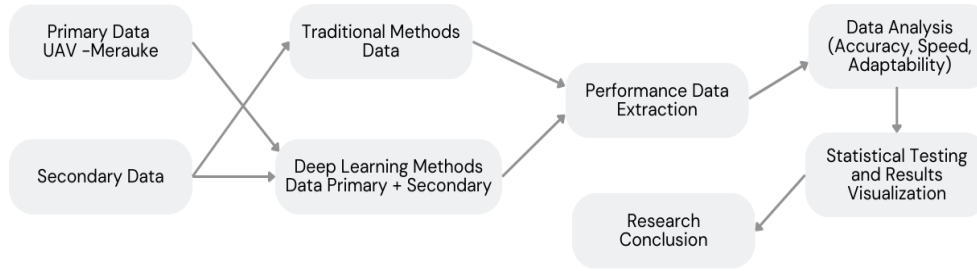 Primary Data
UAV –Merauke
Secondary Data
Traditional Methods
Data
Deep Learning Methods
Data Primary + Secondary
Performance Data
Extraction
Data Analysis
(Accuracy, Speed,
Adaptability)
Statistical Testing
and Results
Visualization
Research
Conclusion